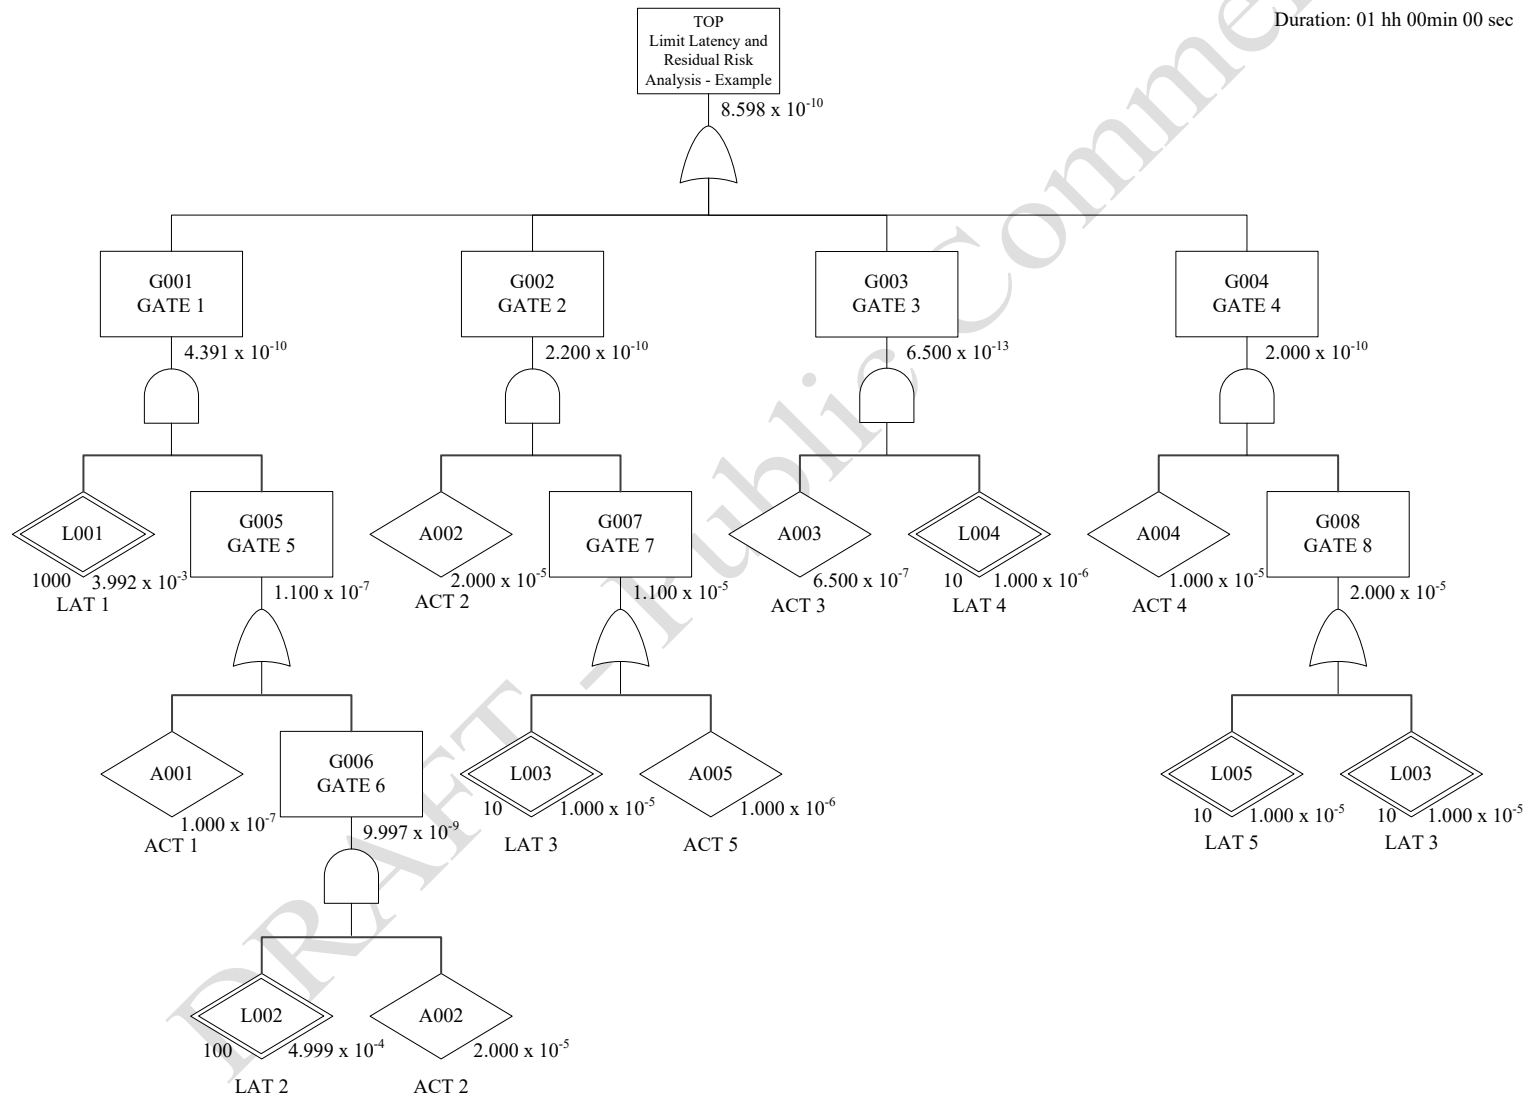 Duration: 01 hh 00min 00 sec
TOP
Limit Latency and
Residual Risk
Analysis - Example
8.598 x 10⁻¹⁰
G001
GATE 1
4.391 x 10⁻¹⁰
G002
GATE 2
2.200 x 10⁻¹⁰
G003
GATE 3
6.500 x 10⁻¹³
G004
GATE 4
2.000 x 10⁻¹⁰
L001
1000 3.992 x 10⁻³
LAT 1
G005
GATE 5
1.100 x 10⁻⁷
A002
2.000 x 10⁻⁵
ACT 2
G007
GATE 7
1.100 x 10⁻⁵
A003
6.500 x 10⁻⁷
ACT 3
L004
10 1.000 x 10⁻⁶
LAT 4
A004
1.000 x 10⁻⁵
ACT 4
G008
GATE 8
2.000 x 10⁻⁵
A001
1.000 x 10⁻⁷
ACT 1
G006
GATE 6
9.997 x 10⁻⁹
L003
10 1.000 x 10⁻⁵
LAT 3
A005
1.000 x 10⁻⁶
ACT 5
L005
10 1.000 x 10⁻⁵
LAT 5
L003
10 1.000 x 10⁻⁵
LAT 3
L002
100 4.999 x 10⁻⁴
LAT 2
A002
2.000 x 10⁻⁵
ACT 2
DRAFT - Public Comme